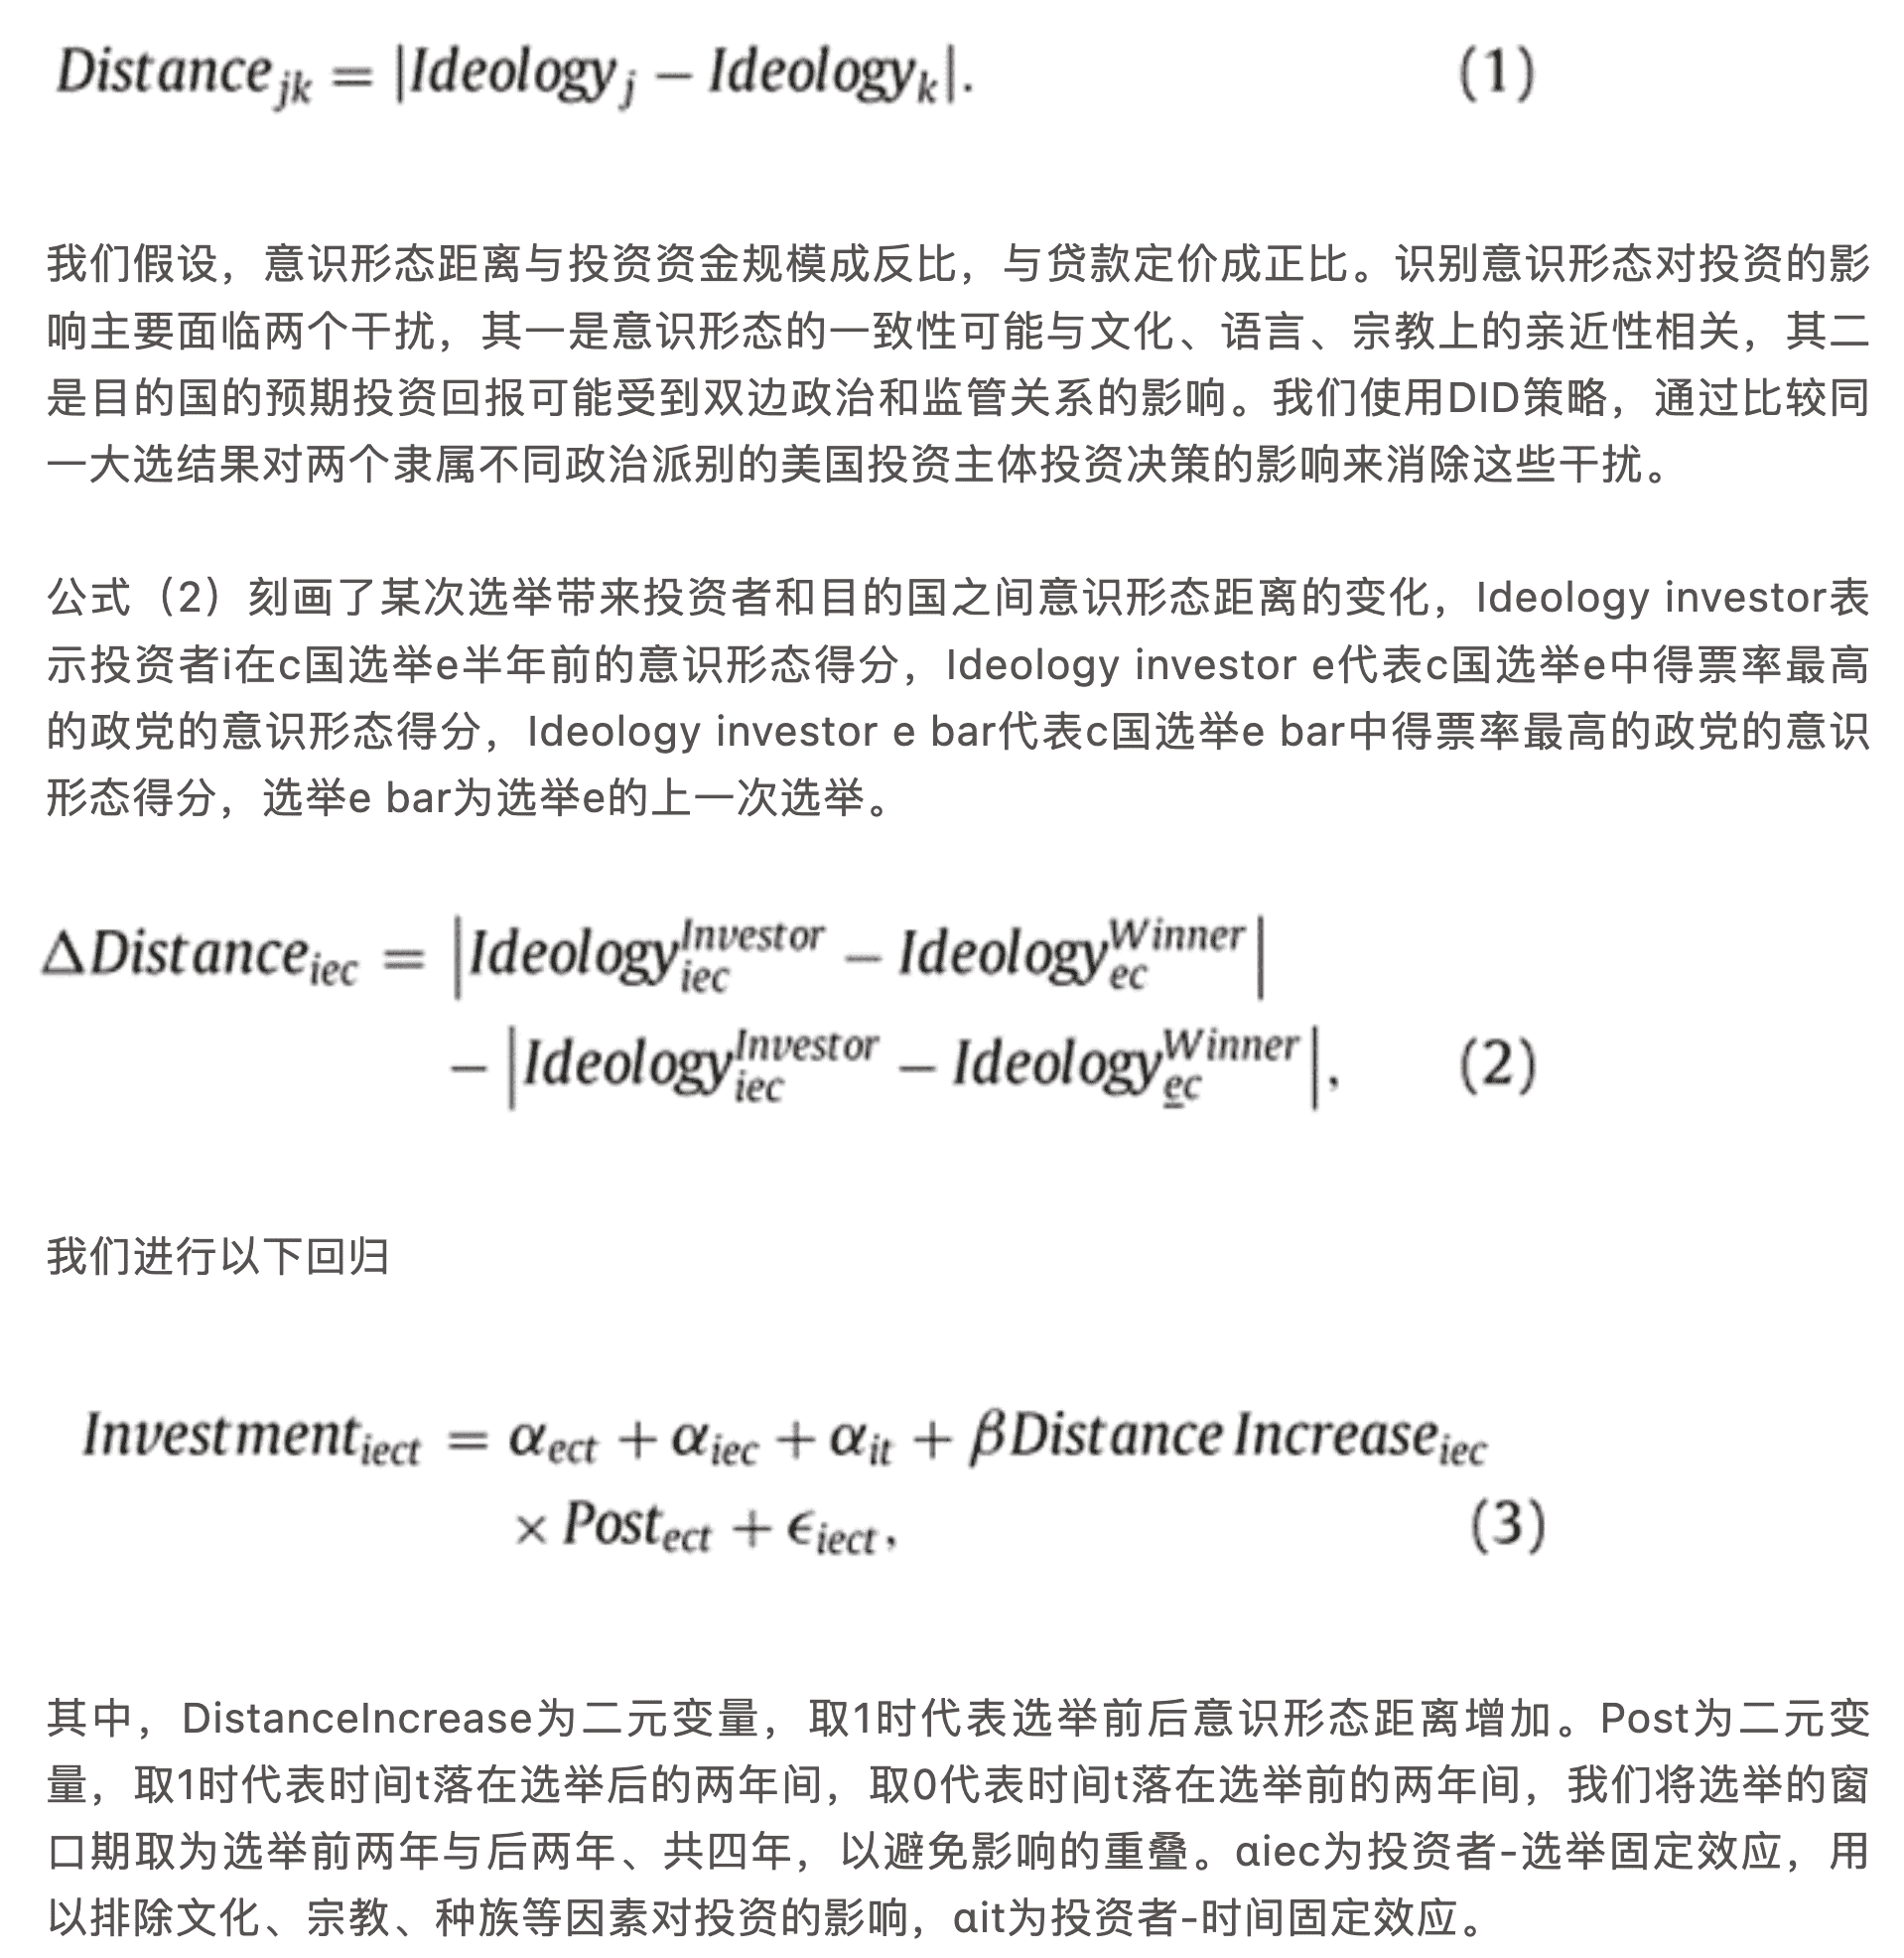 Distance_{jk} = |Ideology_j − Ideology_k|. (1)
我们假设，意识形态距离与投资资金规模成反比，与贷款定价成正比。识别意识形态对投资的影
响主要面临两个干扰，其一是意识形态的一致性可能与文化、语言、宗教上的亲近性相关，其二
是目的国的预期投资回报可能受到双边政治和监管关系的影响。我们使用DID策略，通过比较同
一大选结果对两个隶属不同政治派别的美国投资主体投资决策的影响来消除这些干扰。
公式（2）刻画了某次选举带来投资者和目的国之间意识形态距离的变化，Ideology investor表
示投资者i在c国选举e半年前的意识形态得分，Ideology investor e代表c国选举e中得票率最高
的政党的意识形态得分，Ideology investor e bar代表c国选举e bar中得票率最高的政党的意识
形态得分，选举e bar为选举e的上一次选举。
ΔDistance_{iec} = |Ideology_{iec}^{Investor} − Ideology_{ec}^{Winner}|
− |Ideology_{iec}^{Investor} − Ideology_{e̲c}^{Winner}|, (2)
我们进行以下回归
Investment_{iect} = α_{ect} + α_{iec} + α_{it} + βDistance Increase_{iec}
× Post_{ect} + ϵ_{iect}, (3)
其中，DistanceIncrease为二元变量，取1时代表选举前后意识形态距离增加。Post为二元变
量，取1时代表时间t落在选举后的两年间，取0代表时间t落在选举前的两年间，我们将选举的窗
口期取为选举前两年与后两年、共四年，以避免影响的重叠。αiec为投资者-选举固定效应，用
以排除文化、宗教、种族等因素对投资的影响，αit为投资者-时间固定效应。